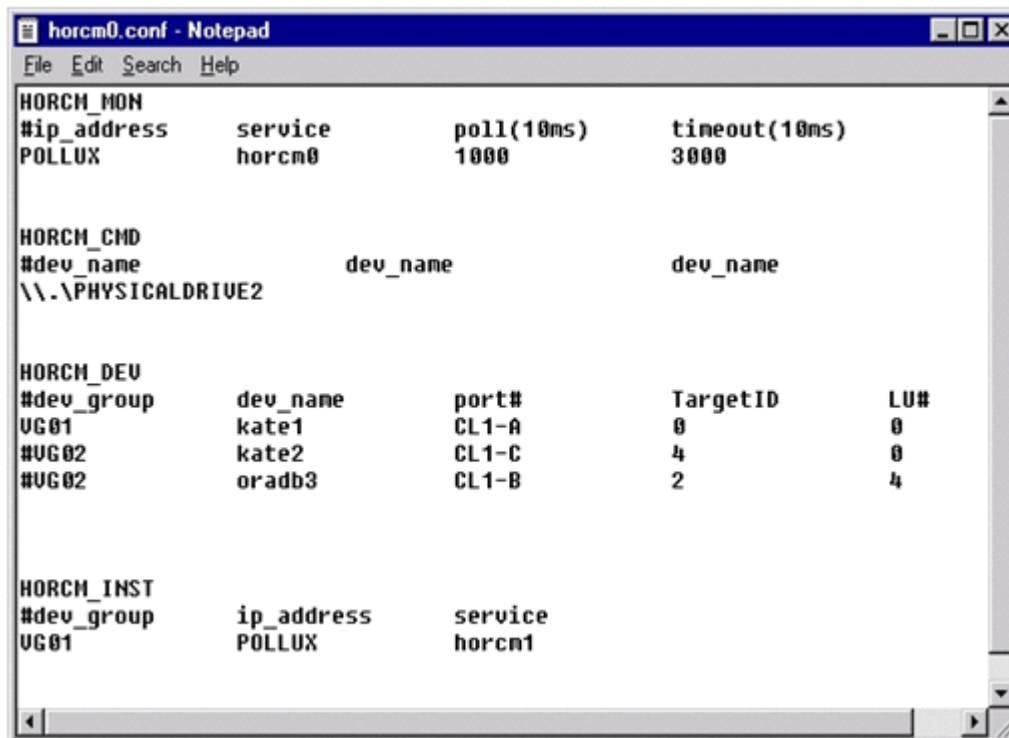 horcm0.conf - Notepad
File Edit Search Help
HORCM_MON
#ip_address service poll(10ms) timeout(10ms)
POLLUX horcm0 1000 3000
HORCM_CMD
#dev_name dev_name dev_name
\\.\PHYSICALDRIVE2
HORCM_DEV
#dev_group dev_name port# TargetID LU#
VG01 kate1 CL1-A 0 0
#VG02 kate2 CL1-C 4 0
#VG02 oradb3 CL1-B 2 4
HORCM_INST
#dev_group ip_address service
VG01 POLLUX horcm1